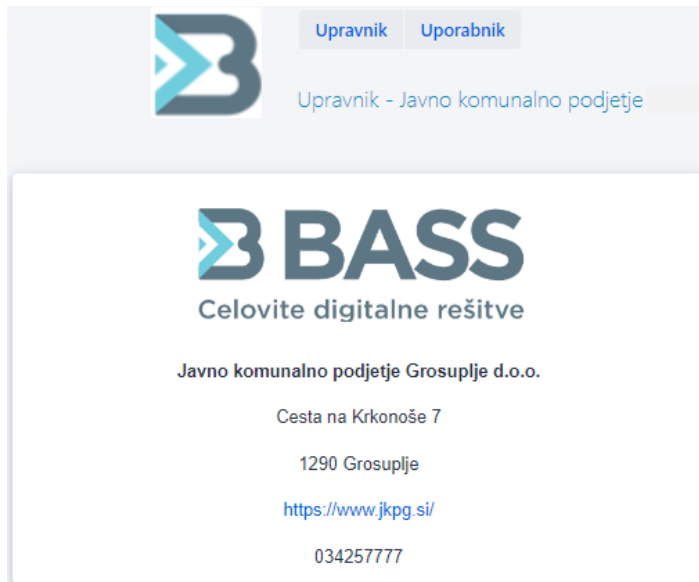 Upravnik Uporabnik
Upravnik - Javno komunalno podjetje
BASS
Celovite digitalne rešitve
Javno komunalno podjetje Grosuplje d.o.o.
Cesta na Krkonoše 7
1290 Grosuplje
https://www.jkpg.si/
034257777